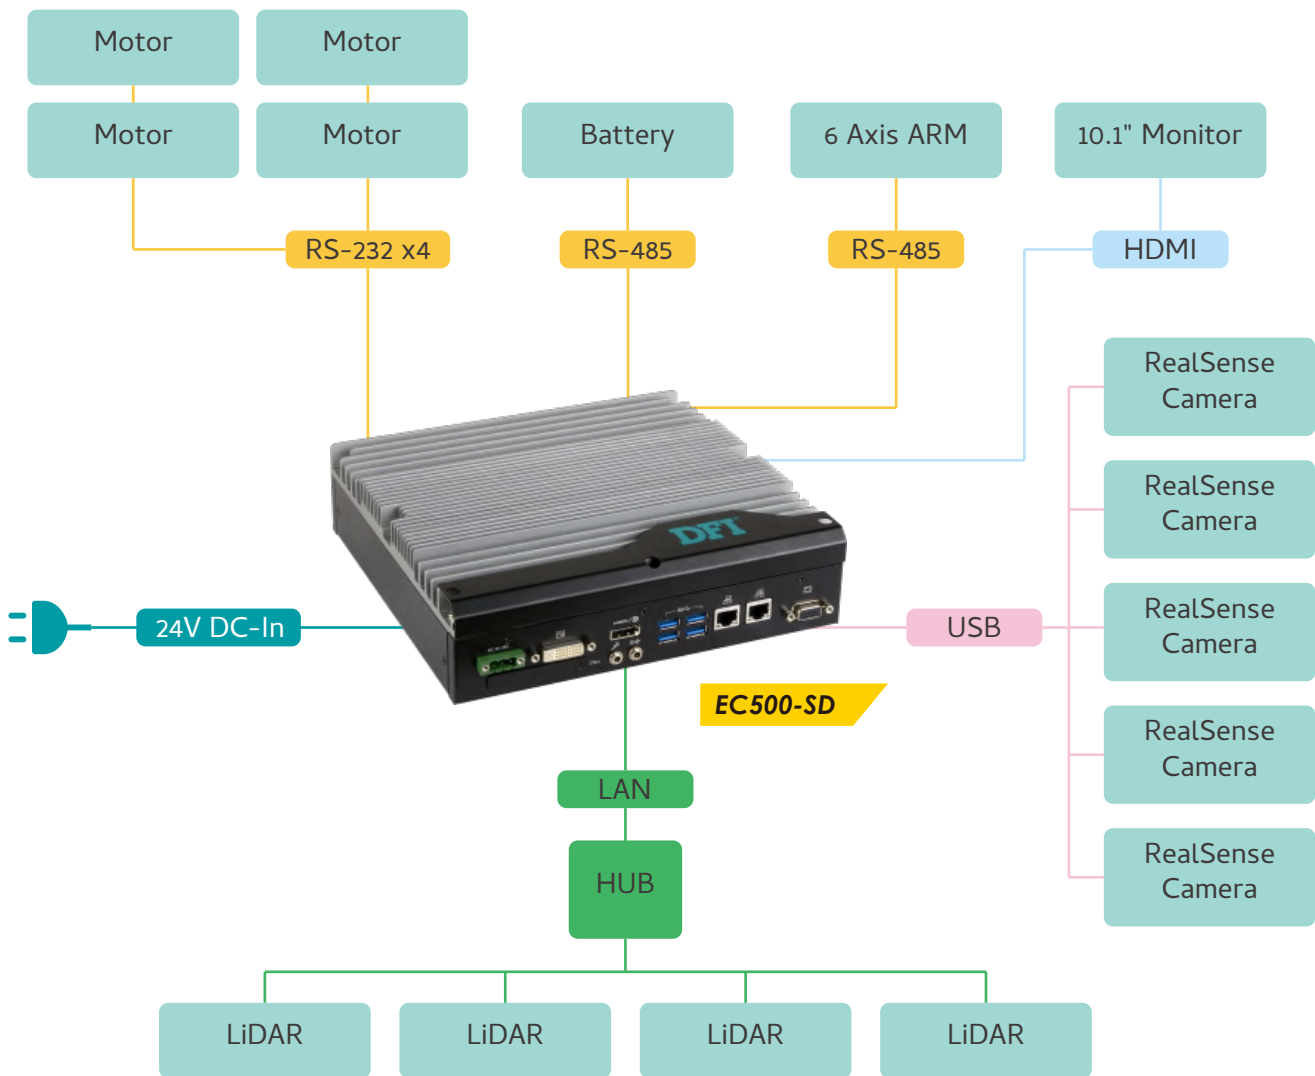 Motor
Motor
Motor
Motor
Battery
6 Axis ARM
10.1" Monitor
RS-232 x4
RS-485
RS-485
HDMI
RealSense
Camera
RealSense
Camera
DFI
24V DC-In
USB
RealSense
Camera
EC500-SD
RealSense
Camera
LAN
HUB
RealSense
Camera
LiDAR
LiDAR
LiDAR
LiDAR